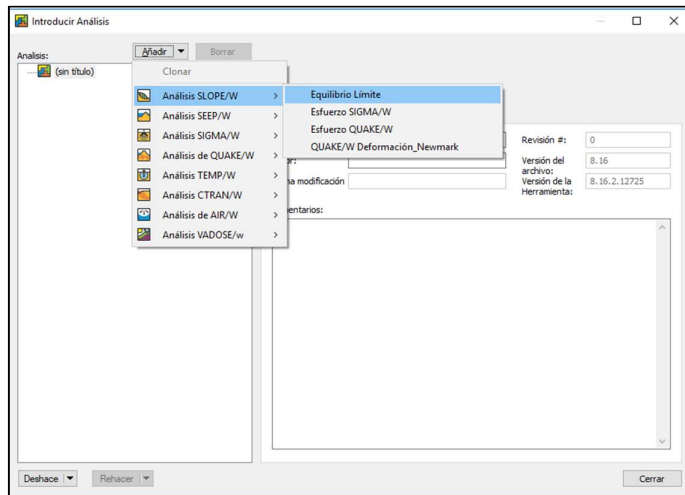 Introducir Análisis
Analisis:
Añadir
Borrar
(sin título)
Clonar
Análisis SLOPE/W
Análisis SEEP/W
Análisis SIGMA/W
Análisis de QUAKE/W
Análisis TEMP/W
Análisis CTRAN/W
Análisis de AIR/W
Análisis VADOSE/w
Equilibrio Límite
Esfuerzo SIGMA/W
Esfuerzo QUAKE/W
QUAKE/W Deformación_Newmark
Revisión #:
0
Versión del archivo:
8.16
modificación
Versión de la Herramienta:
8.16.2.12725
Deshace
Rehacer
Cerrar